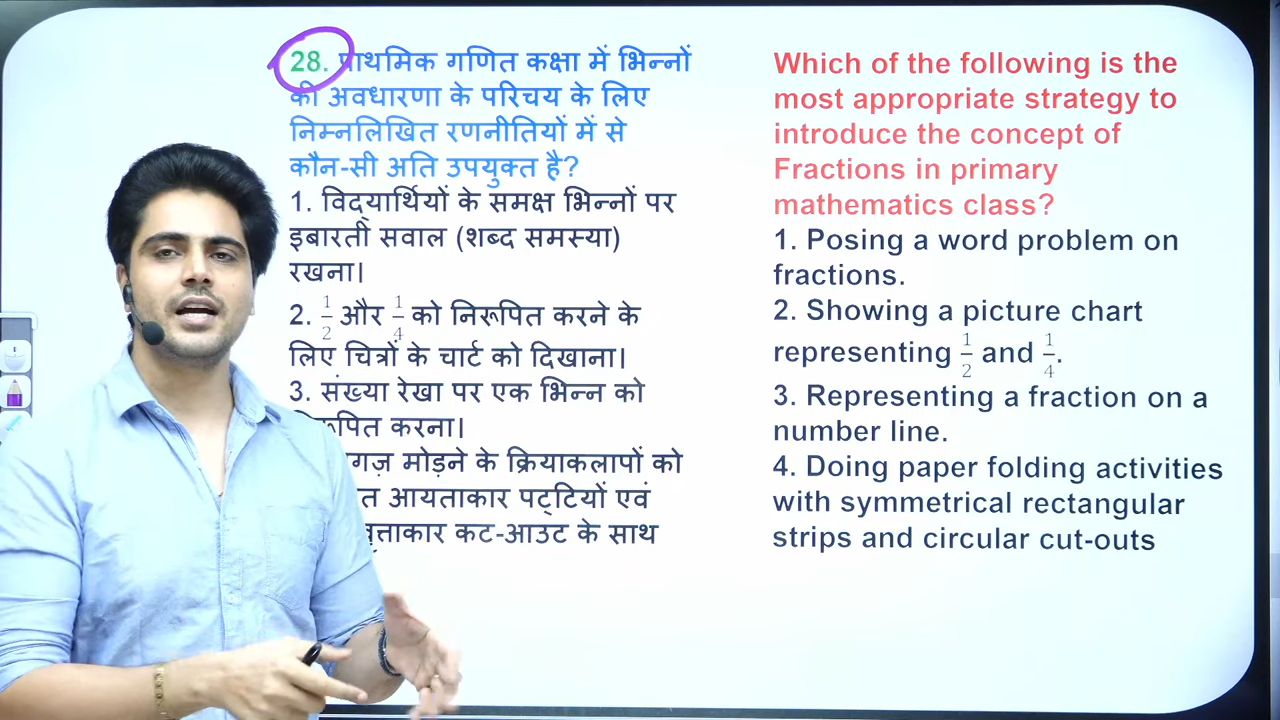 28. पाथमिक गणित कक्षा में भिन्नों
की अवधारणा के परिचय के लिए
निम्नलिखित रणनीतियों में से
कौन-सी अति उपयुक्त है?
1. विद्यार्थियों के समक्ष भिन्नों पर
इबारती सवाल (शब्द समस्या)
रखना।
2. 1/2 और 1/4 को निरूपित करने के
लिए चित्रों के चार्ट को दिखाना।
3. संख्या रेखा पर एक भिन्न को
करना।
मोड़ने के क्रियाकलापों को
आयताकार पट्टियों एवं
कट-आउट के साथ
Which of the following is the
most appropriate strategy to
introduce the concept of
Fractions in primary
mathematics class?
1. Posing a word problem on
fractions.
2. Showing a picture chart
representing 1/2 and 1/4.
3. Representing a fraction on a
number line.
4. Doing paper folding activities
with symmetrical rectangular
strips and circular cut-outs